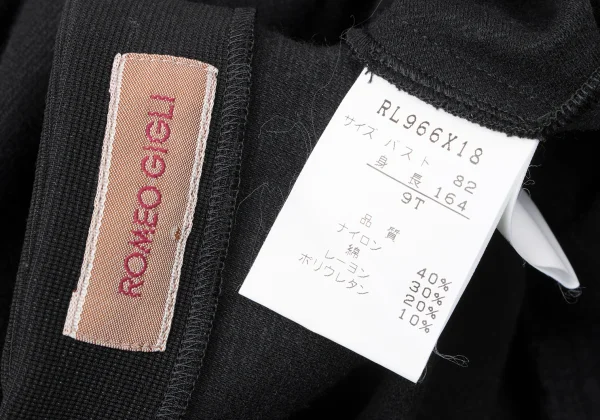 ROMEO GIGLI
RL966X18
サイズ バスト 82
身長 164
9T
品質
ナイロン 40%
綿 30%
レーヨン 20%
ポリウレタン 10%